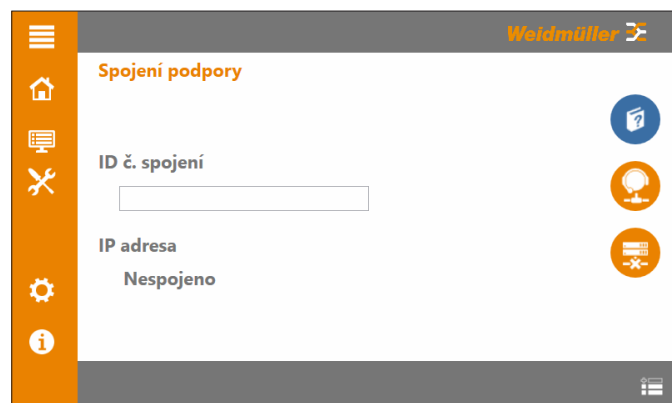 Weidmüller
Spojení podpory
ID č. spojení
IP adresa
Nespojeno